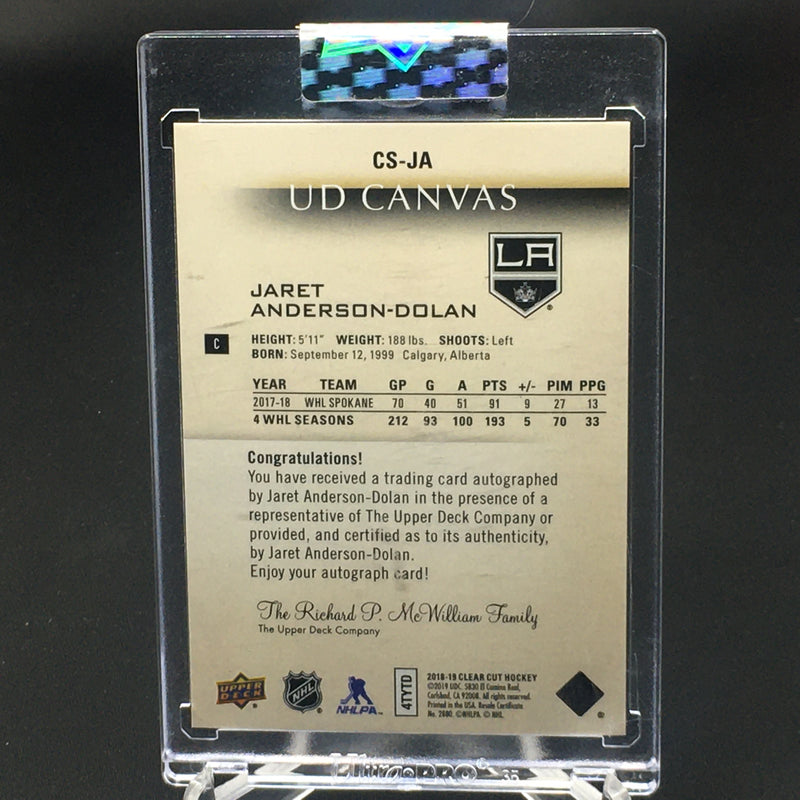 CS-JA
UD CANVAS
LA
JARET
ANDERSON-DOLAN
C
HEIGHT: 5'11" WEIGHT: 188 lbs. SHOOTS: Left
BORN: September 12, 1999 Calgary, Alberta
YEAR TEAM GP G A PTS +/- PIM PPG
2017-18 WHL SPOKANE 70 40 51 91 9 27 13
4 WHL SEASONS 212 93 100 193 5 70 33
Congratulations!
You have received a trading card autographed
by Jaret Anderson-Dolan in the presence of a
representative of The Upper Deck Company or
provided, and certified as to its authenticity,
by Jaret Anderson-Dolan.
Enjoy your autograph card!
The Richard P. McWilliam Family
The Upper Deck Company
UPPER DECK
NHL
NHLPA
4TYTD
2018-19 CLEAR CUT HOCKEY
©2019 UDC. 5830 El Camino Real,
Carlsbad, CA 92008. All rights reserved.
Printed in the USA. Resale Certificate
No. 2880. ©NHLPA. © NHL.
Ultra PRO® 35